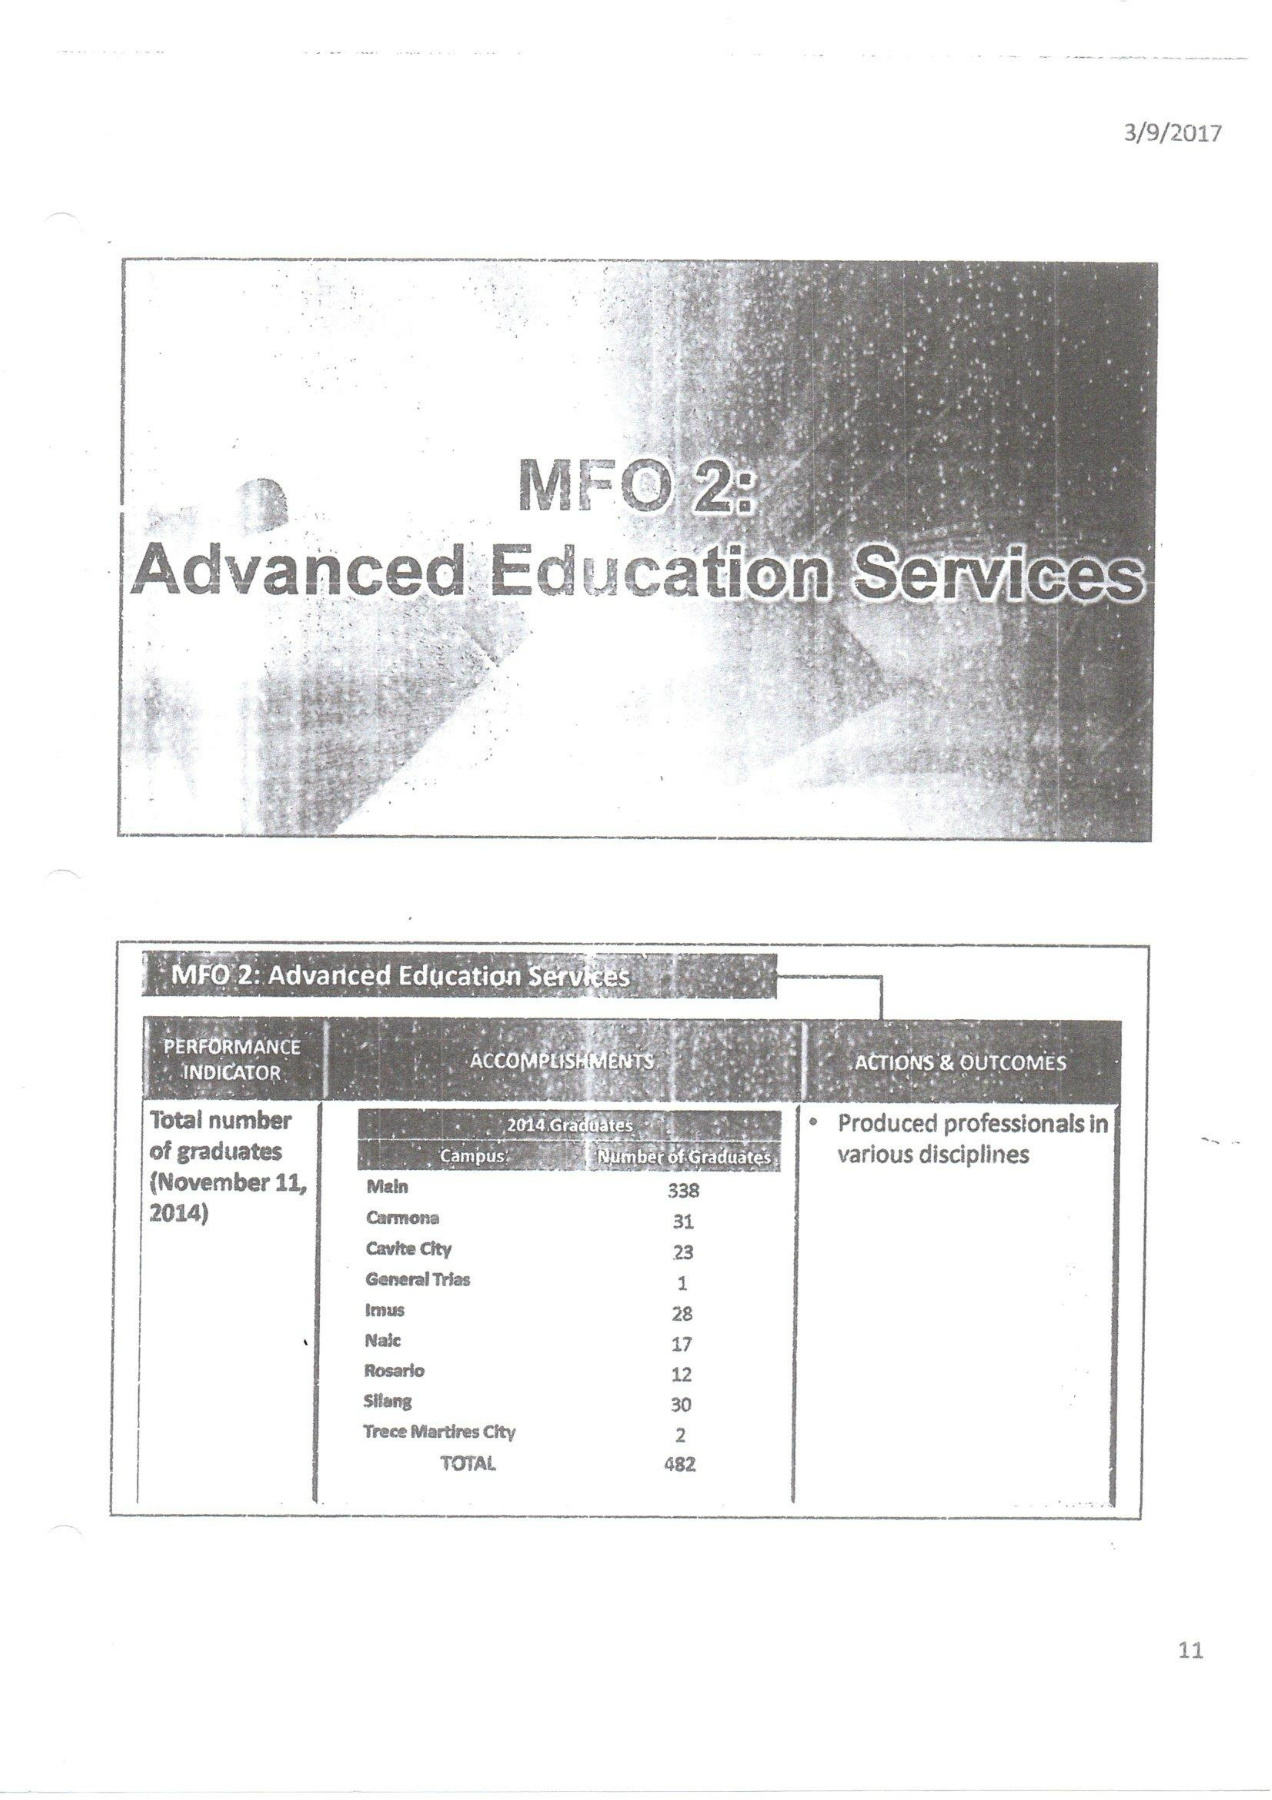 3/9/2017
MFO 2:
Advanced Education Services
MFO 2: Advanced Education Services
PERFORMANCE INDICATOR
ACCOMPLISHMENTS
ACTIONS & OUTCOMES
Total number
of graduates
(November 11,
2014)
2014 Graduates
Campus Number of Graduates
Main 338
Carmona 31
Cavite City 23
General Trias 1
Imus 28
Naic 17
Rosario 12
Silang 30
Trece Martires City 2
TOTAL 482
• Produced professionals in
various disciplines
11